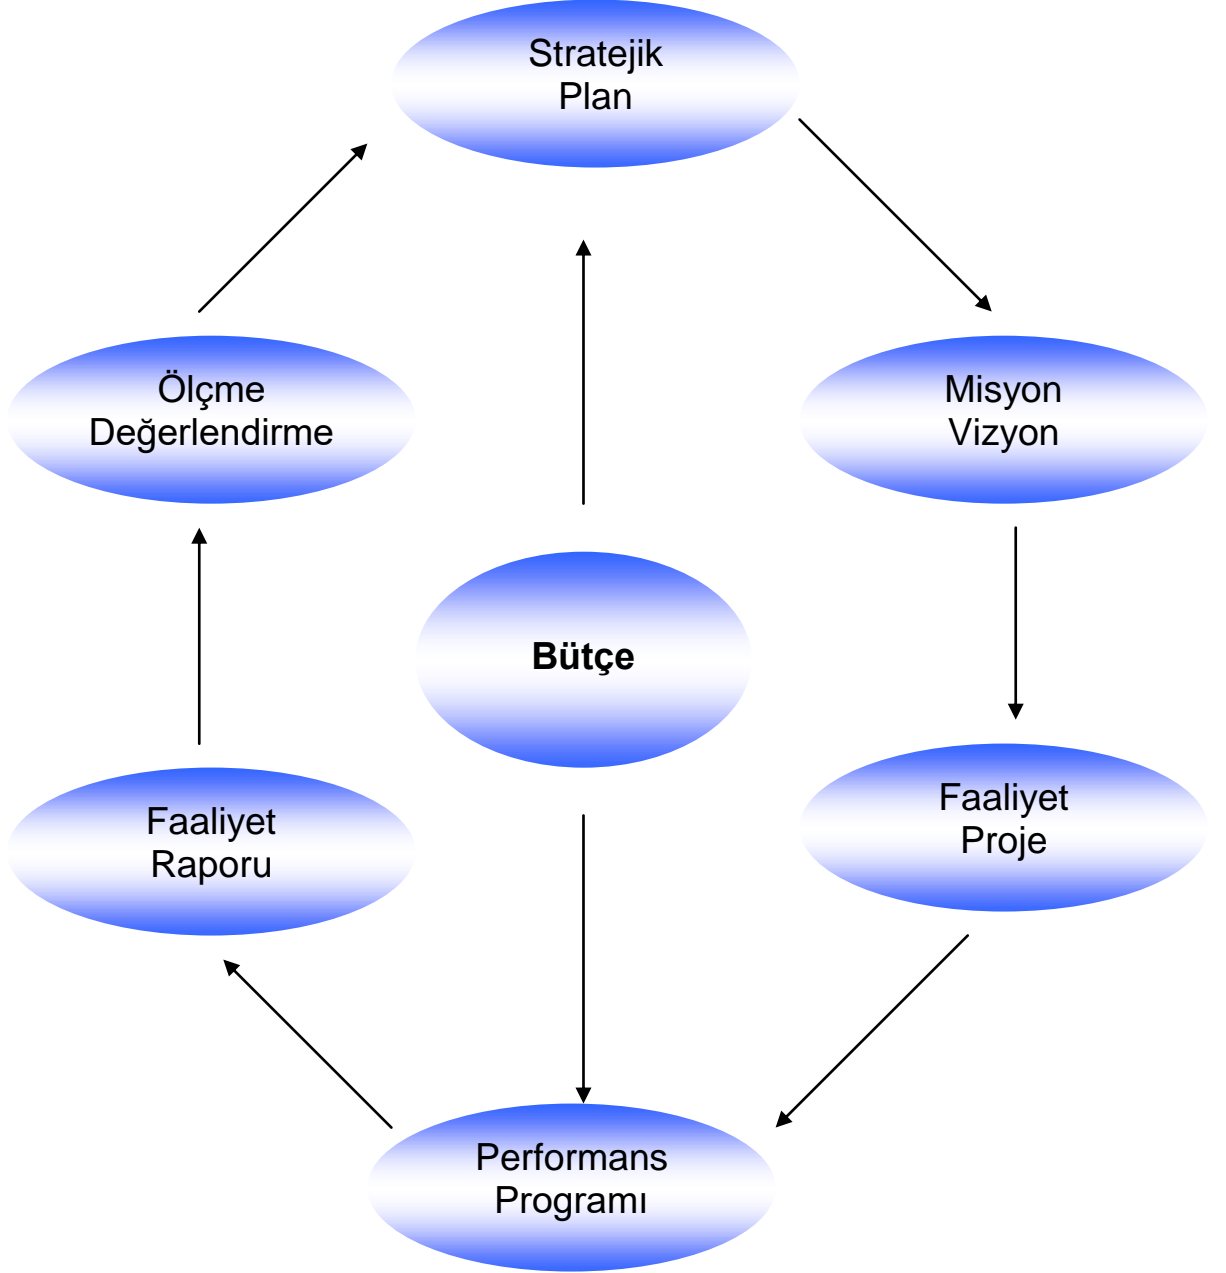 Stratejik
Plan
Ölçme
Değerlendirme
Misyon
Vizyon
Bütçe
Faaliyet
Raporu
Faaliyet
Proje
Performans
Programı